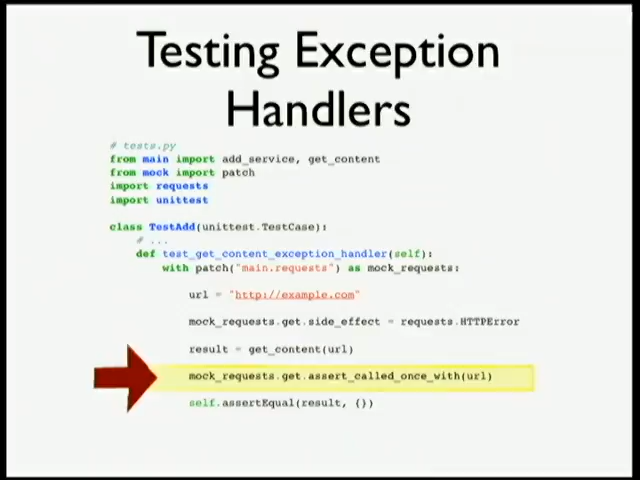 Testing Exception
Handlers
# tests.py
from main import add_service, get_content
from mock import patch
import requests
import unittest
class TestAdd(unittest.TestCase):
# ...
def test_get_content_exception_handler(self):
with patch("main.requests") as mock_requests:
url = "http://example.com"
mock_requests.get.side_effect = requests.HTTPError
result = get_content(url)
mock_requests.get.assert_called_once_with(url)
self.assertEqual(result, {})